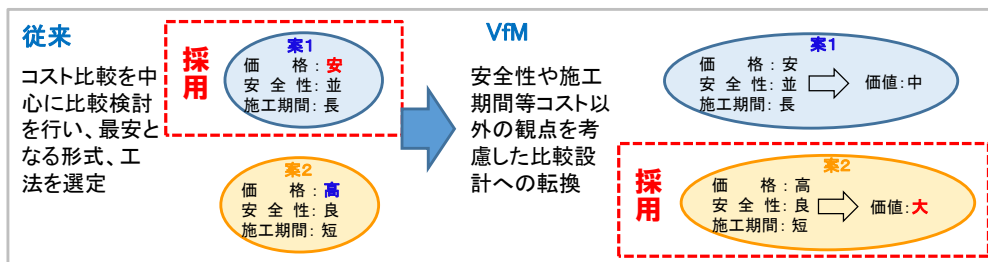 従来
コスト比較を中
心に比較検討
を行い、最安と
なる形式、工
法を選定
採用
案1
価　　格：安
安 全 性：並
施工期間：長
案2
価　　格：高
安 全 性：良
施工期間：短
VfM
安全性や施工
期間等コスト以
外の観点を考
慮した比較設
計への転換
案1
価　　格：安
安 全 性：並
施工期間：長
価値：中
採用
案2
価　　格：高
安 全 性：良
施工期間：短
価値：大